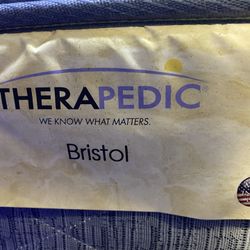 THERAPEDIC®
WE KNOW WHAT MATTERS.
Bristol